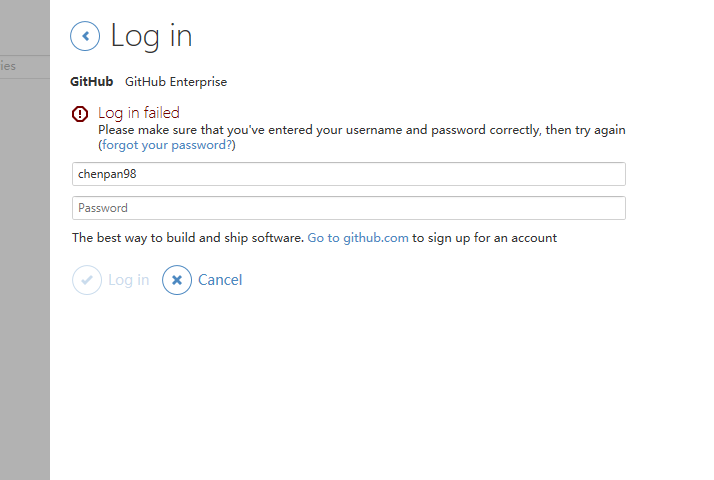 Log in
ies
GitHub GitHub Enterprise
Log in failed
Please make sure that you've entered your username and password correctly, then try again
(forgot your password?)
chenpan98
Password
The best way to build and ship software. Go to github.com to sign up for an account
Log in Cancel